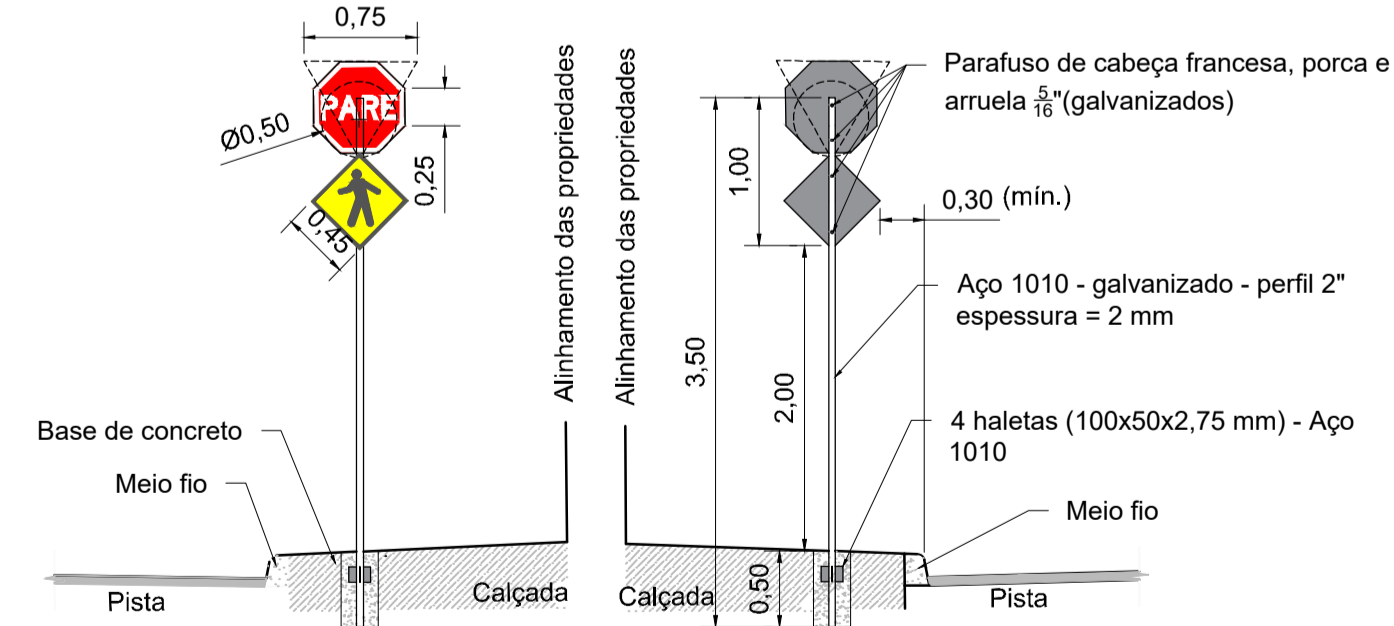 0,75
PARE
Ø0,50
0,25
0,45
Alinhamento das propriedades
Base de concreto
Meio fio
Pista
Calçada
Alinhamento das propriedades
Parafuso de cabeça francesa, porca e
arruela 5/16"(galvanizados)
1,00
0,30 (mín.)
Aço 1010 - galvanizado - perfil 2"
espessura = 2 mm
3,50
2,00
4 haletas (100x50x2,75 mm) - Aço
1010
Meio fio
0,50
Calçada
Pista